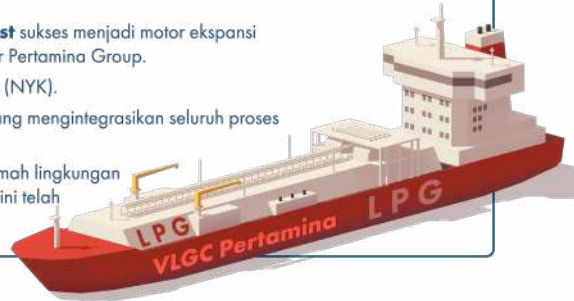 st sukses menjadi motor ekspansi
r Pertamina Group.
(NYK).
ng mengintegrasikan seluruh proses
mah lingkungan
ini telah
LPG
VLGC Pertamina
LPG